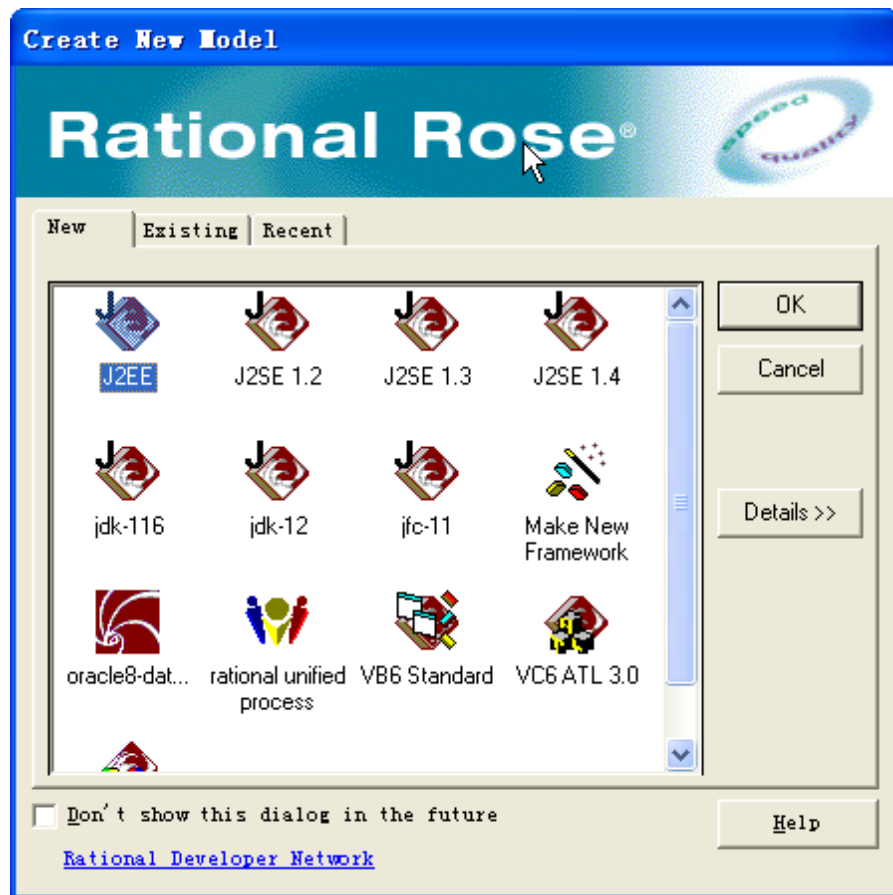 Create New Model
Rational Rose®
speed
quality
New Existing Recent
J2EE J2SE 1.2 J2SE 1.3 J2SE 1.4
OK
Cancel
jdk-116 jdk-12 jfc-11 Make New
Framework
Details >>
oracle8-dat... rational unified VB6 Standard VC6 ATL 3.0
process
Don't show this dialog in the future
Help
Rational Developer Network